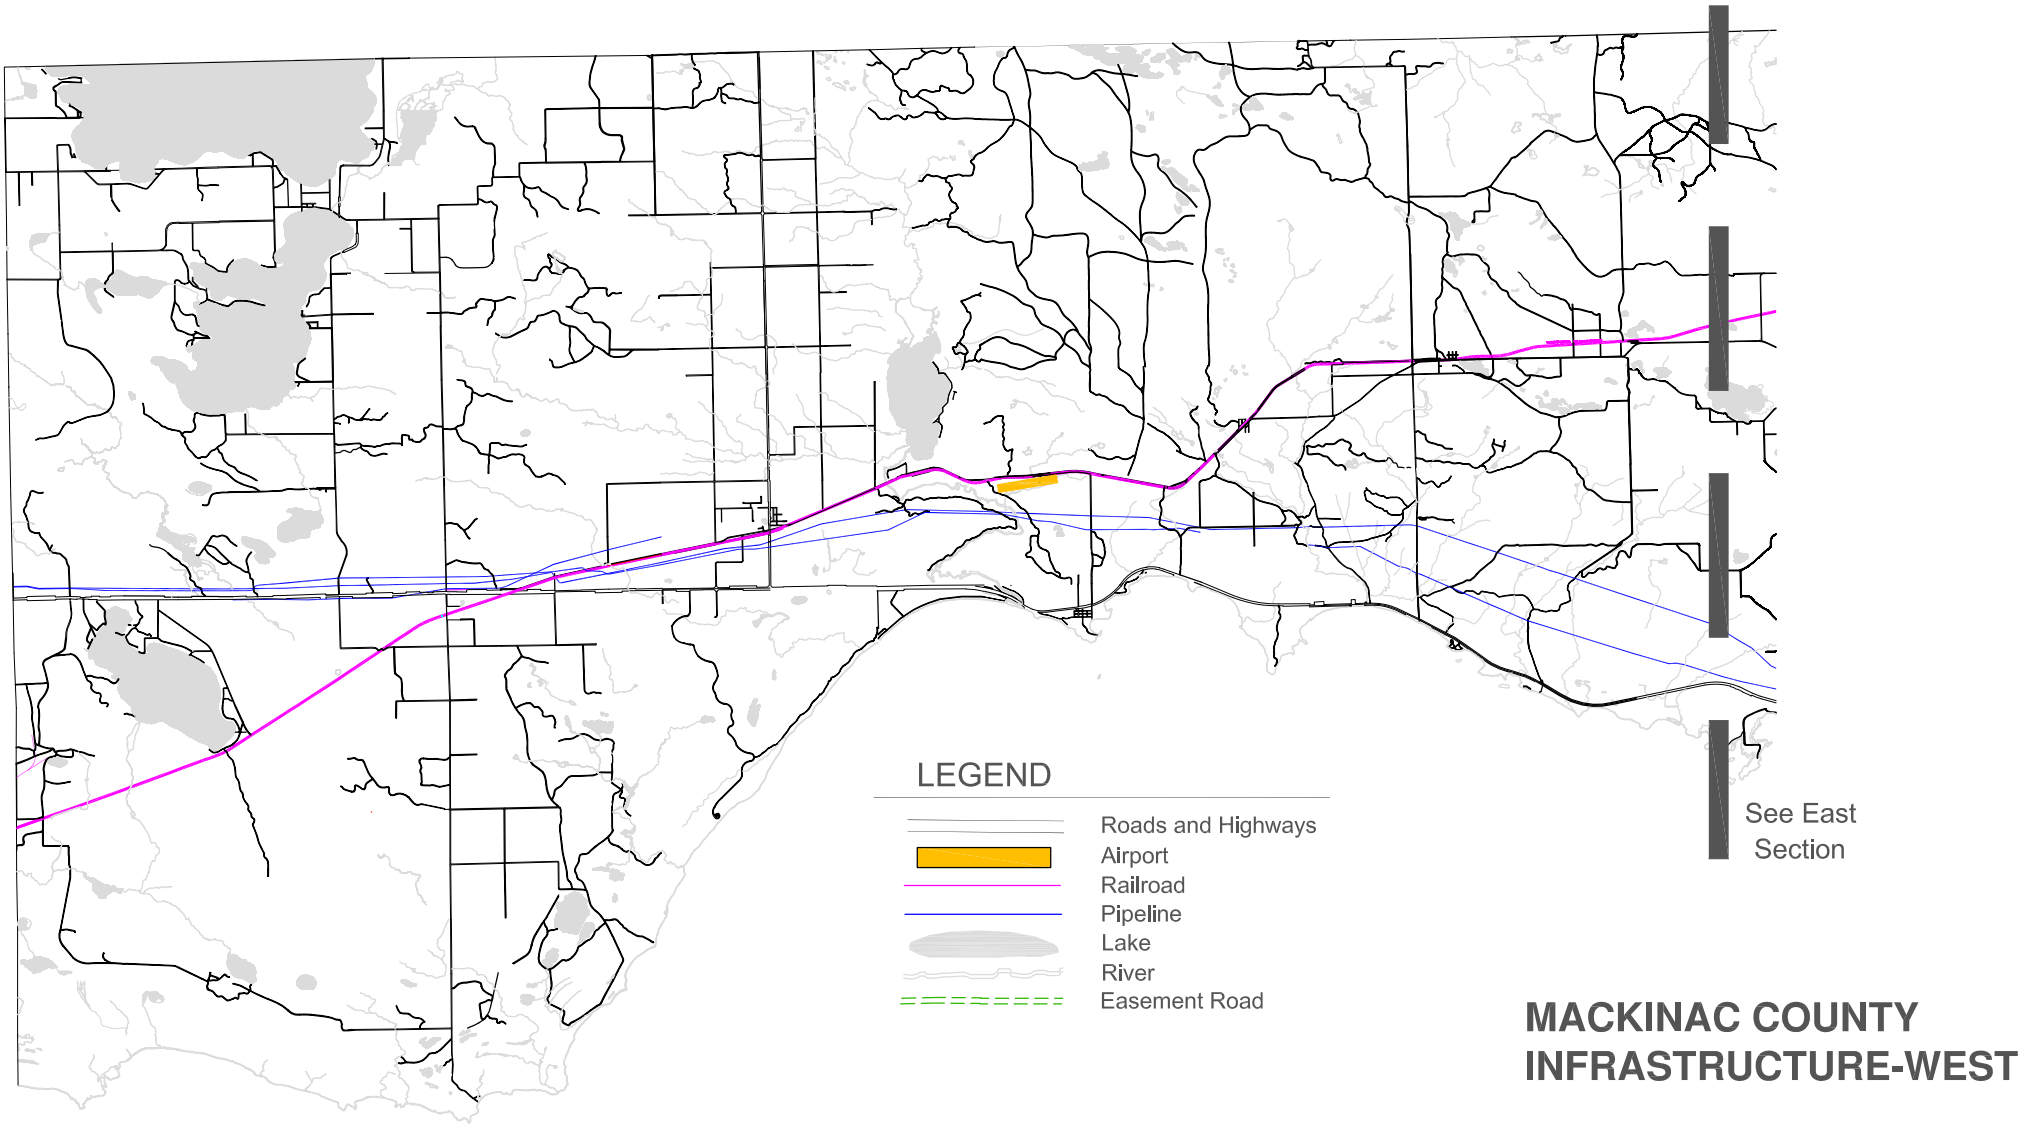 LEGEND
Roads and Highways
Airport
Railroad
Pipeline
Lake
River
Easement Road
See East
Section
MACKINAC COUNTY
INFRASTRUCTURE-WEST